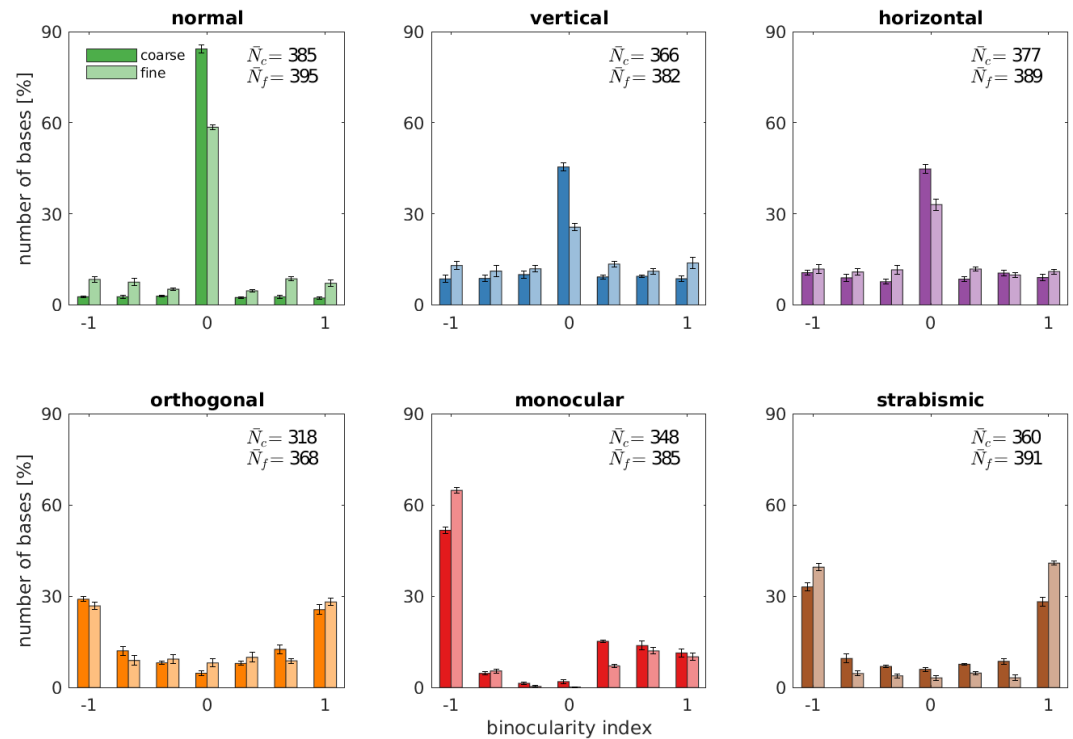 normal
90
60
30
0
-1 0 1
number of bases [%]
coarse
fine
N̄c= 385
N̄f= 395
vertical
90
60
30
0
-1 0 1
N̄c= 366
N̄f= 382
horizontal
90
60
30
0
-1 0 1
N̄c= 377
N̄f= 389
orthogonal
90
60
30
0
-1 0 1
number of bases [%]
N̄c= 318
N̄f= 368
monocular
90
60
30
0
-1 0 1
N̄c= 348
N̄f= 385
binocularity index
strabismic
90
60
30
0
-1 0 1
N̄c= 360
N̄f= 391